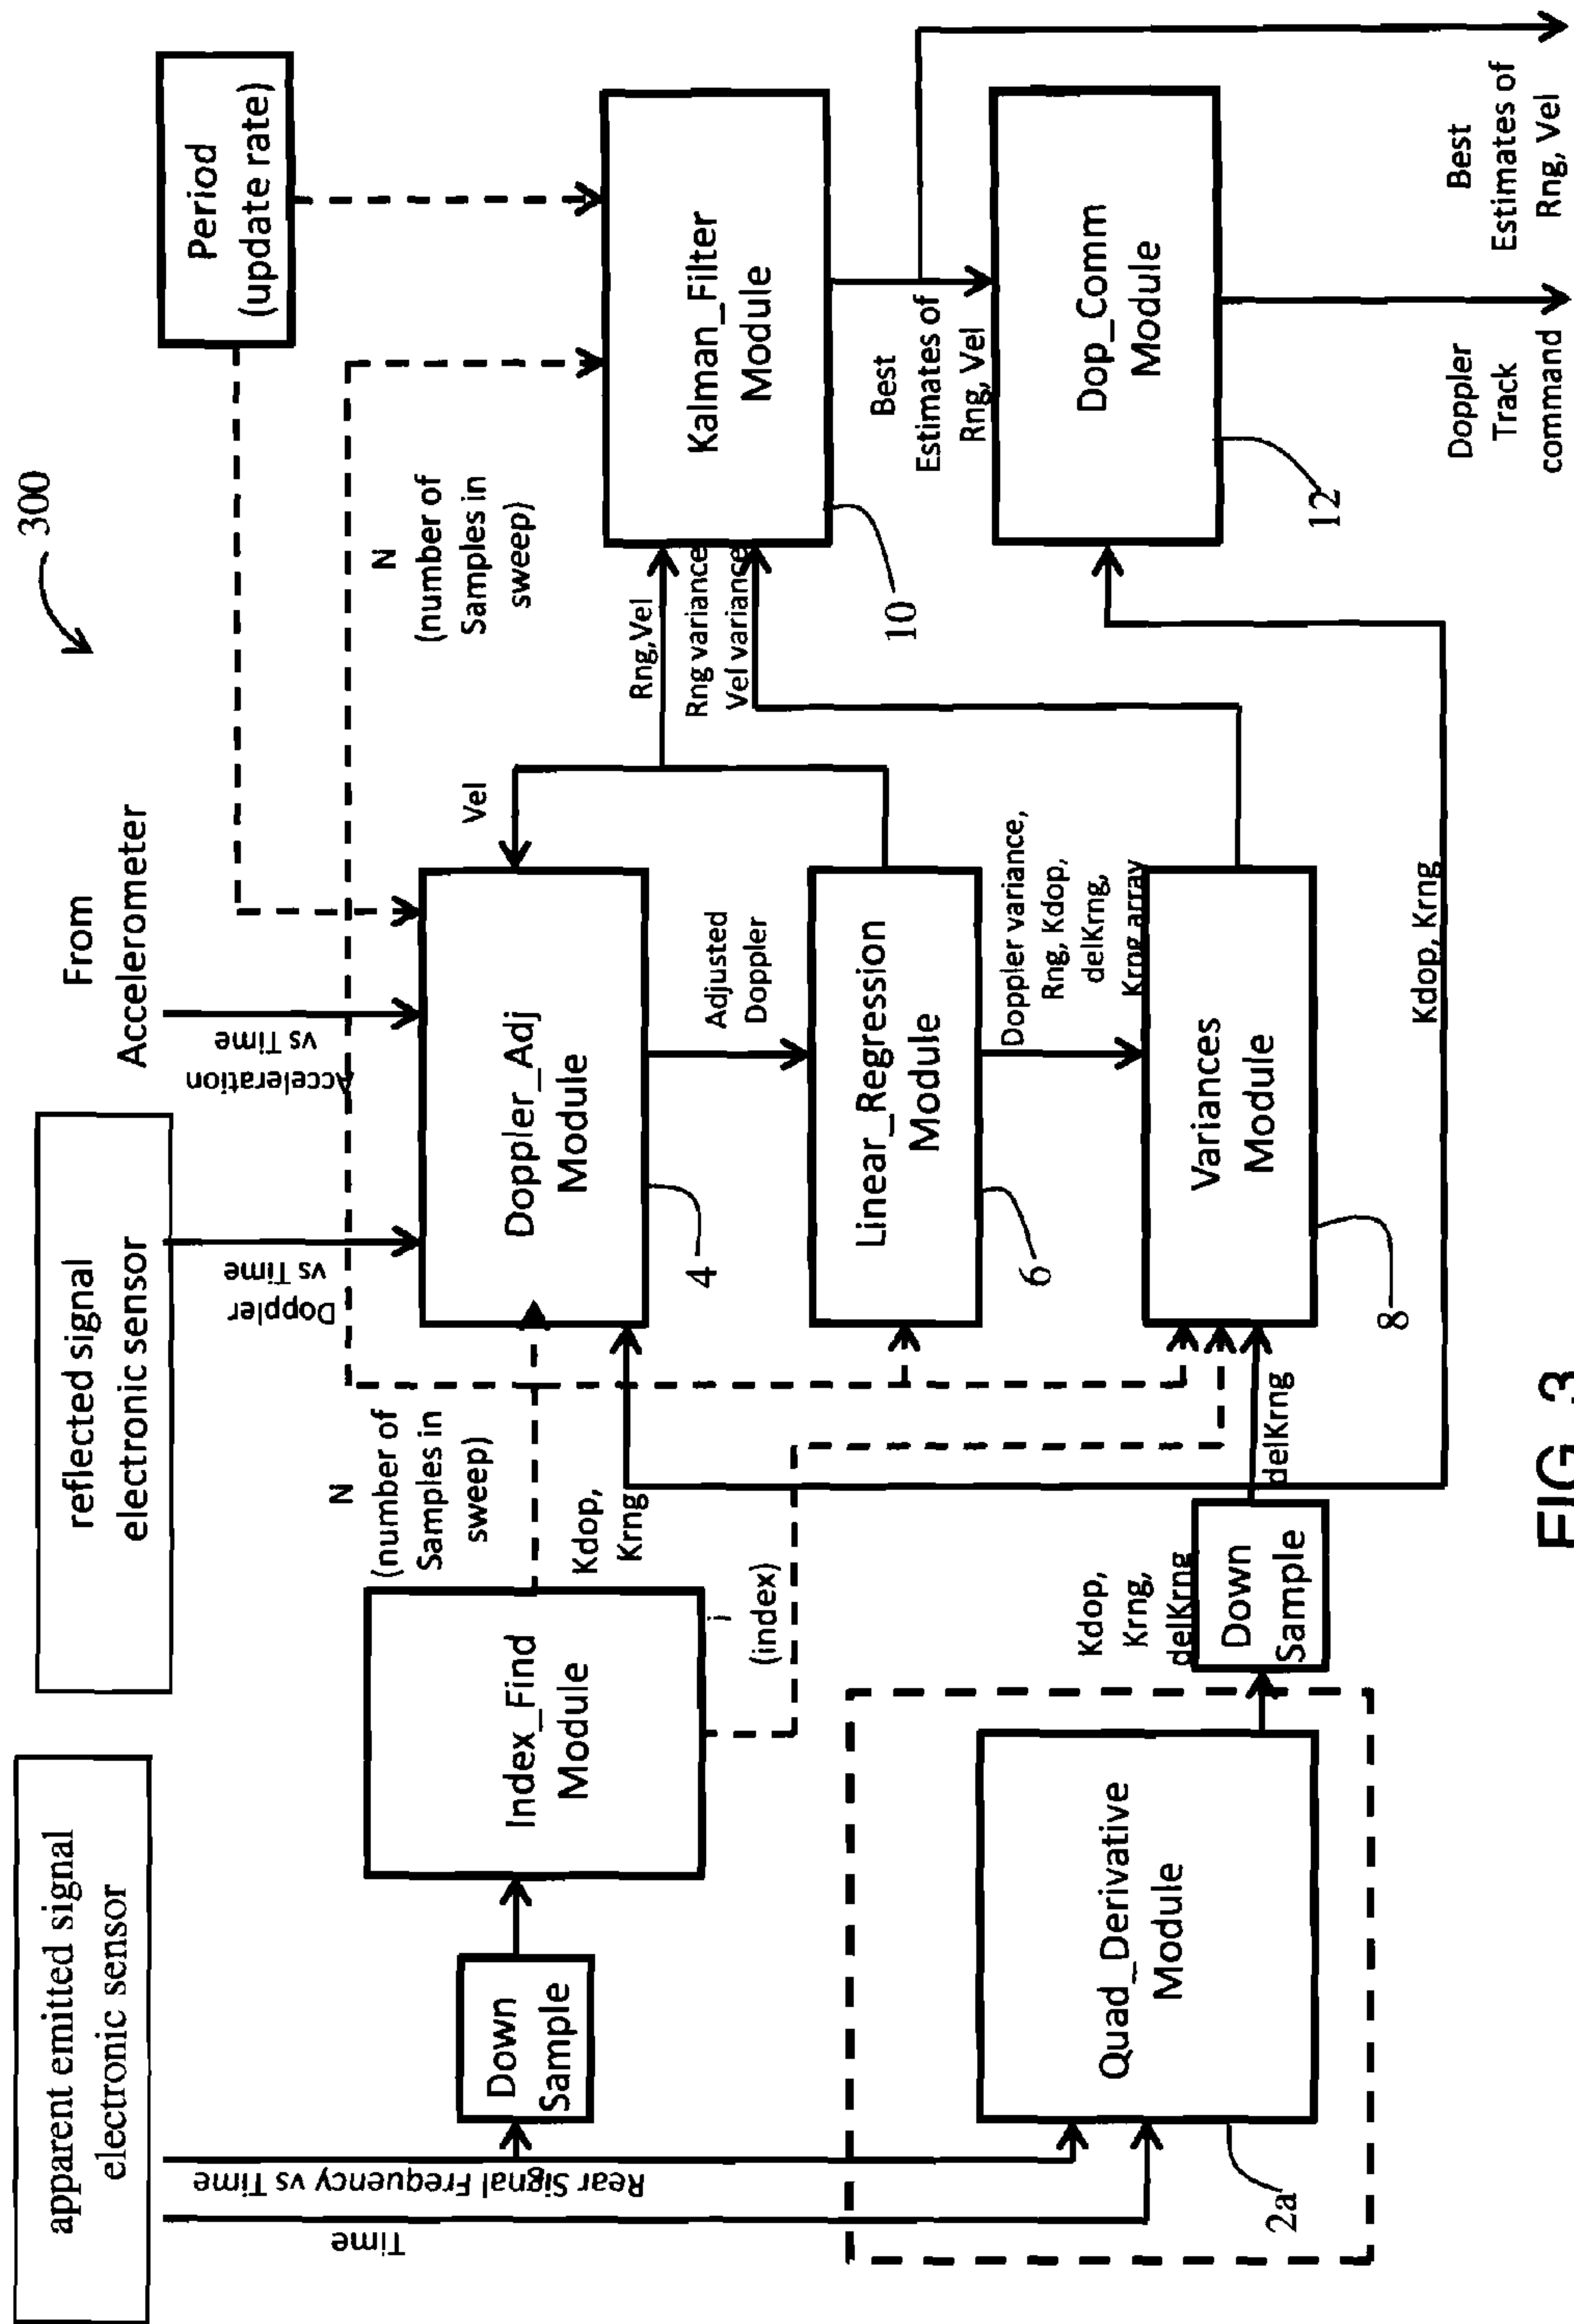 300
apparent emitted signal
electronic sensor
reflected signal
electronic sensor
From
Accelerometer
Period
(update rate)
Time
Rear Signal Frequency vs Time
Doppler
vs Time
Acceleration
vs Time
Down
Sample
Index_Find
Module
N
(number of
Samples in
sweep)
Kdop,
Krng
i
(index)
Doppler_Adj
Module
4
Vel
N
(number of
Samples in
sweep)
Rng,Vel
Rng variance
Vel variance
Kalman_Filter
Module
10
Adjusted
Doppler
Linear_Regression
Module
6
Best
Estimates of
Rng, Vel
Doppler variance,
Rng, Kdop,
delKrng,
Krng array
Quad_Derivative
Module
2a
Kdop,
Krng,
delKrng
Down
Sample
delKrng
Variances
Module
8
Dop_Comm
Module
12
Kdop, Krng
Doppler
Track
command
Best
Estimates of
Rng, Vel
FIG. 3